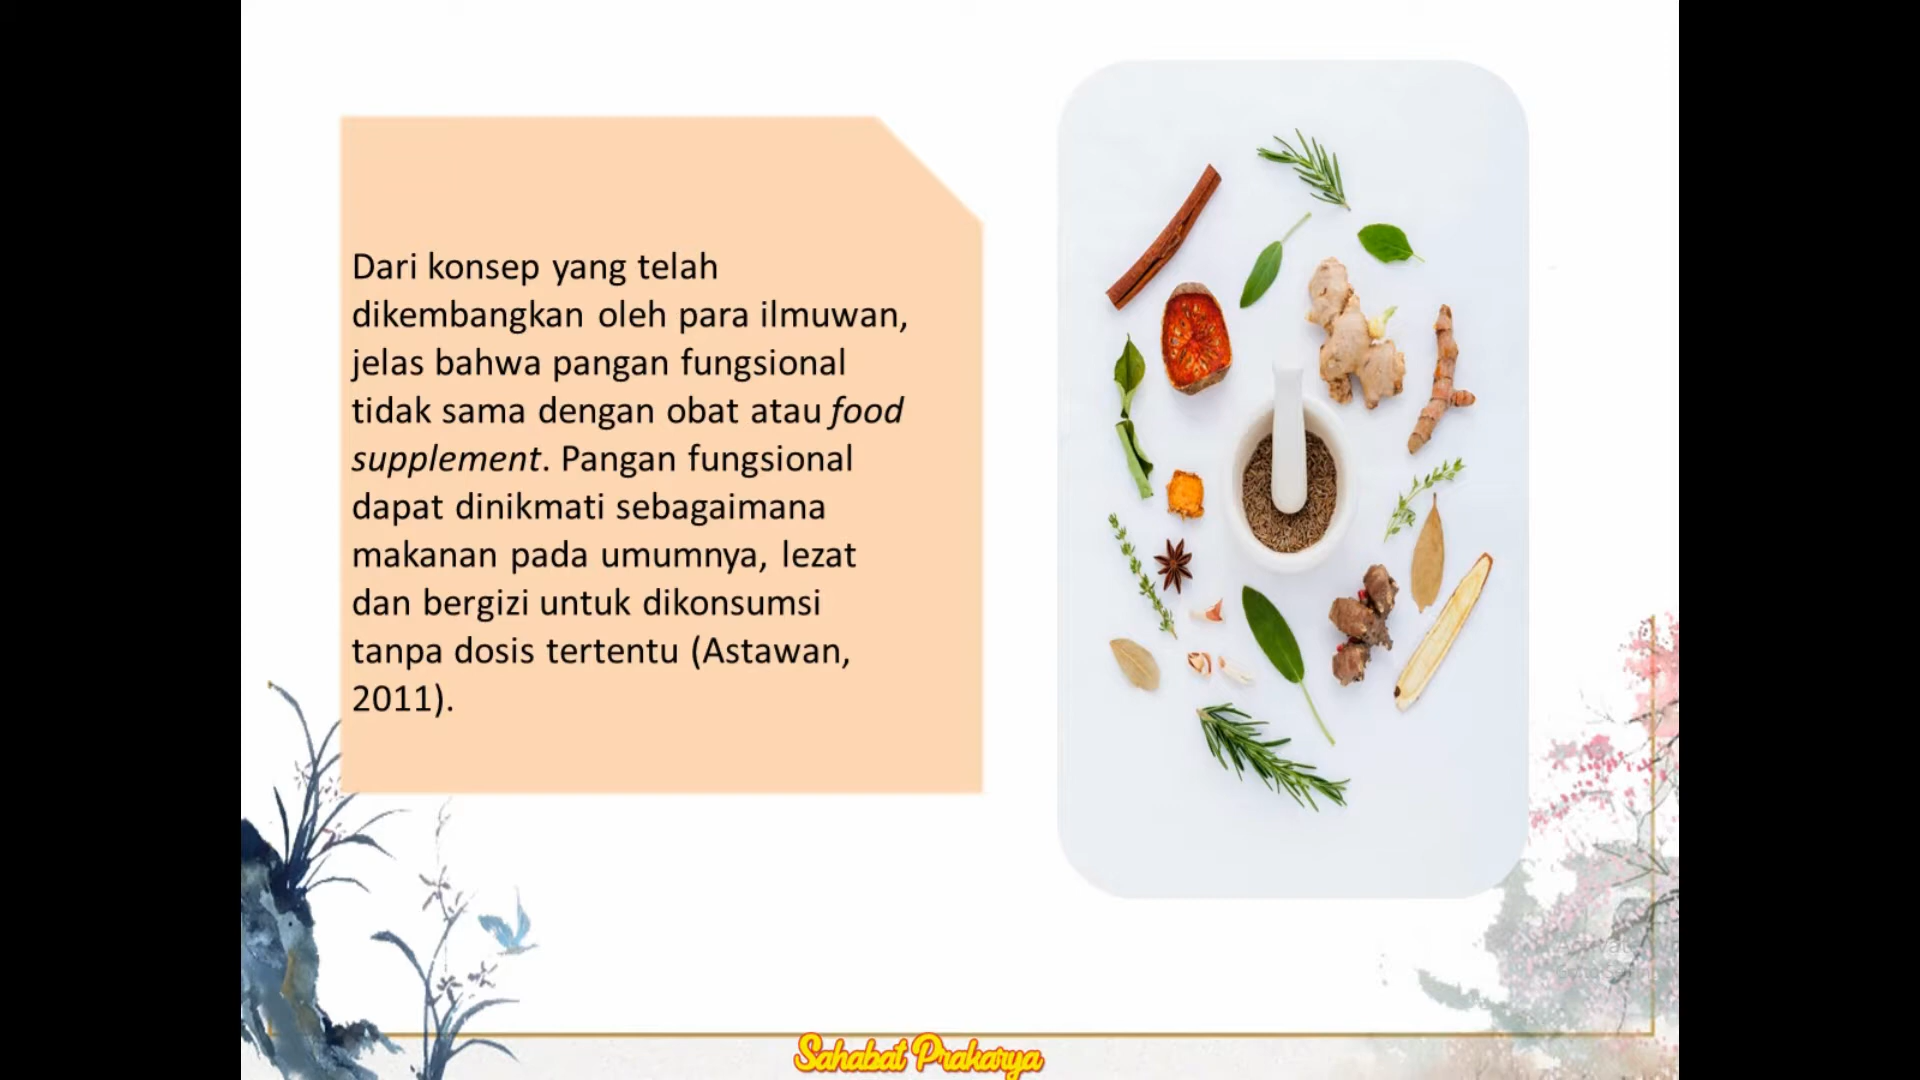 Dari konsep yang telah
dikembangkan oleh para ilmuwan,
jelas bahwa pangan fungsional
tidak sama dengan obat atau food
supplement. Pangan fungsional
dapat dinikmati sebagaimana
makanan pada umumnya, lezat
dan bergizi untuk dikonsumsi
tanpa dosis tertentu (Astawan,
2011).
Sahabat Prakarya